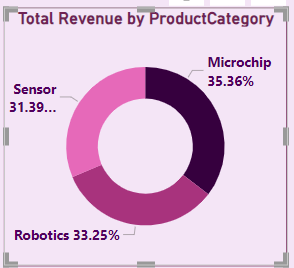 Total Revenue by ProductCategory
Microchip
35.36%
Sensor
31.39...
Robotics 33.25%